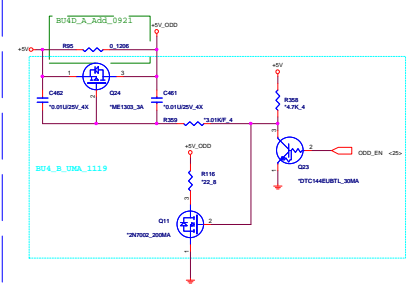 BU4D_A_Add_0921
+5V_ODD
+5V
R95
0_1206
1
3
+5V
C462
Q24
C461
*0.01U/25V_4X
*ME1303_3A
*0.01U/25V_4X
2
R358
*4.7K_4
R359
*3.01K/F_4
3
+5V_ODD
2
ODD_EN <25>
1
Q23
BU4_B_UMA_1119
R116
*22_8
*DTC144EUBTL_30MA
3
Q11
2
*2N7002_200MA
1